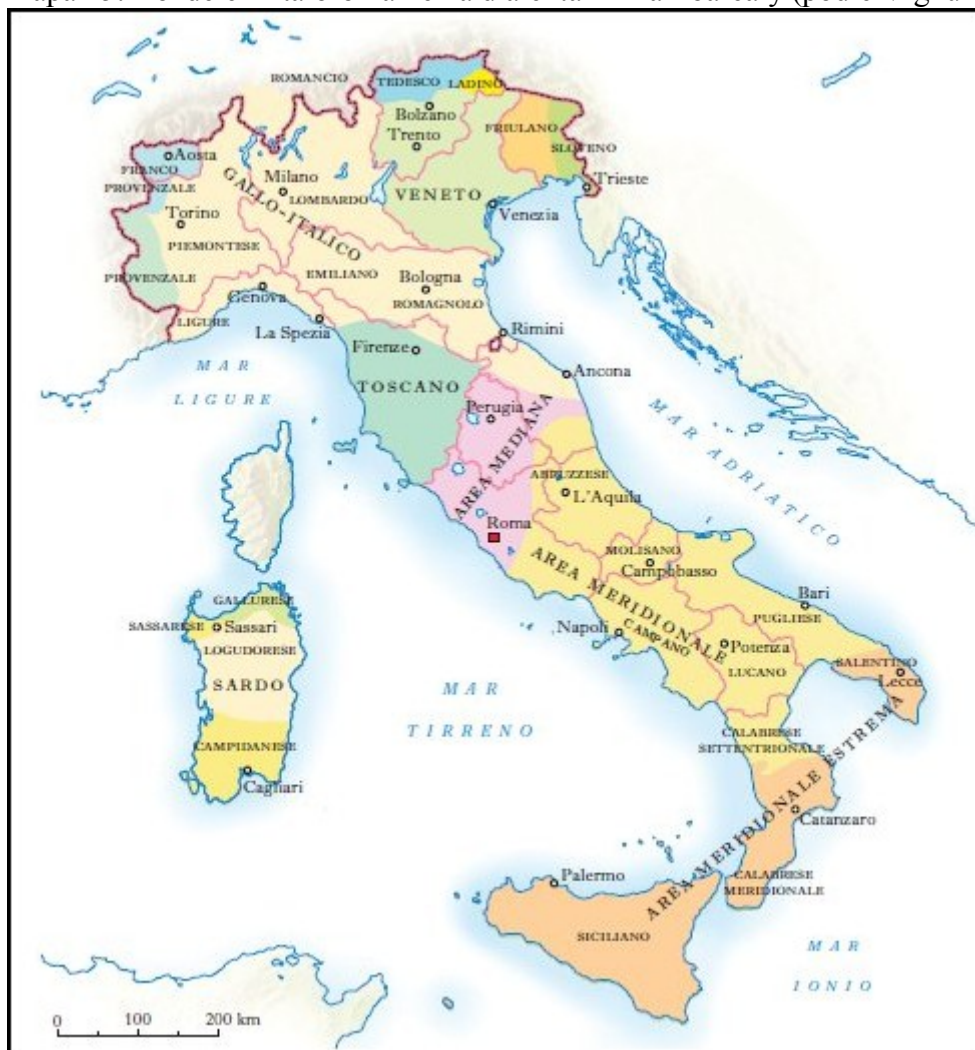 ROMANCIO
TEDESCO
LADINO
Bolzano
Trento
FRIULANO
SLOVENO
Aosta
FRANCO
PROVENZALE
Milano
LOMBARDO
GALLO-ITALICO
VENETO
Venezia
Trieste
Torino
PIEMONTESE
PROVENZALE
EMILIANO
Bologna
ROMAGNOLO
Genova
LIGURE
La Spezia
Rimini
Firenze
MAR
LIGURE
TOSCANO
Ancona
Perugia
AREA MEDIANA
MAR ADRIATICO
ABRUZZESE
L'Aquila
Roma
MOLISANO
Campobasso
AREA MERIDIONALE
Bari
PUGLIESE
Napoli
CAMPANO
Potenza
LUCANO
SALENTINO
Lecce
GALLURESE
SASSARESE
Sassari
LOGUDORESE
SARDO
CAMPIDANESE
Cagliari
MAR
TIRRENO
CALABRESE
SETTENTRIONALE
AREA MERIDIONALE ESTREMA
Catanzaro
CALABRESE
MERIDIONALE
Palermo
SICILIANO
MAR
IONIO
0 100 200 km